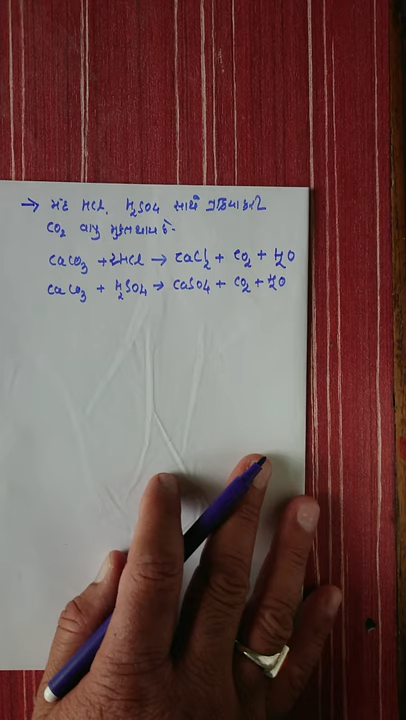 → મંદ HCl, H₂SO₄ સાથે પ્રક્રિયા કરી
CO₂ વાયુ મુક્ત થાય છે.
CaCO₃ + 2HCl → CaCl₂ + CO₂ + H₂O
CaCO₃ + H₂SO₄ → CaSO₄ + CO₂ + H₂O